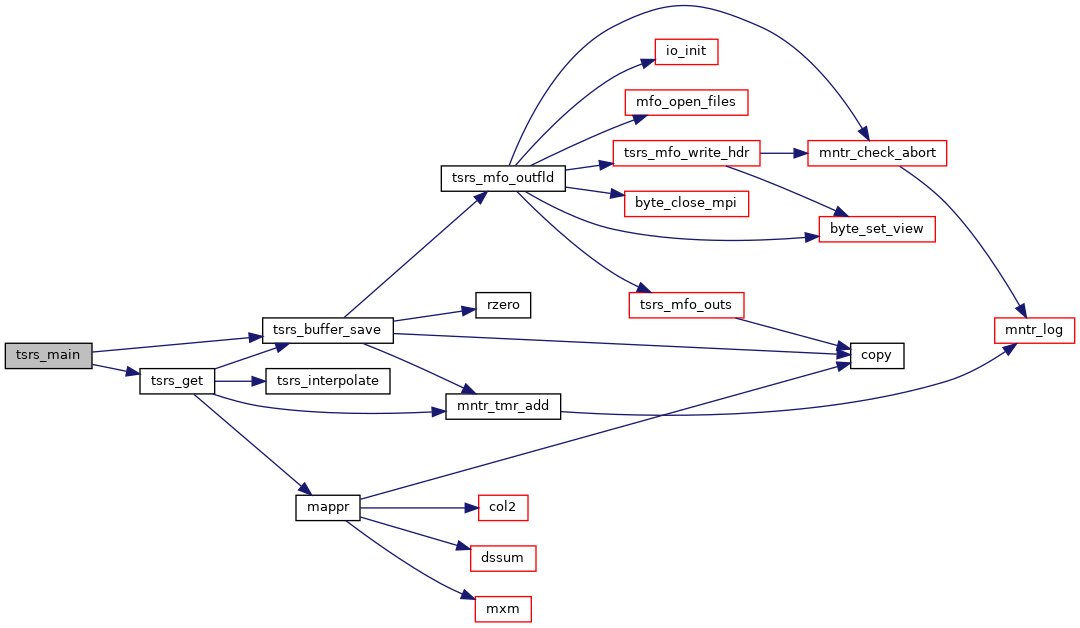 io_init
mfo_open_files
tsrs_mfo_write_hdr
mntr_check_abort
tsrs_mfo_outfld
byte_close_mpi
byte_set_view
rzero
tsrs_mfo_outs
tsrs_buffer_save
mntr_log
tsrs_main
copy
tsrs_get
tsrs_interpolate
mntr_tmr_add
mappr
col2
dssum
mxm